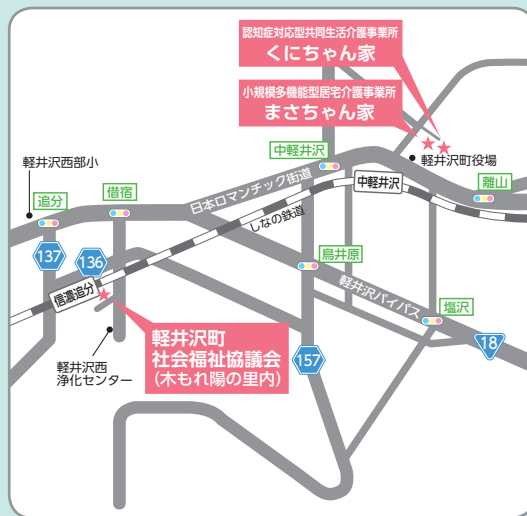 認知症対応型共同生活介護事業所
くにちゃん家
小規模多機能型居宅介護事業所
まさちゃん家
中軽井沢
軽井沢町役場
軽井沢西部小
中軽井沢
離山
追分
借宿
日本ロマンチック街道
しなの鉄道
137
136
鳥井原
信濃追分
軽井沢バイパス
塩沢
軽井沢町
社会福祉協議会
(木もれ陽の里内)
18
157
軽井沢西
浄化センター